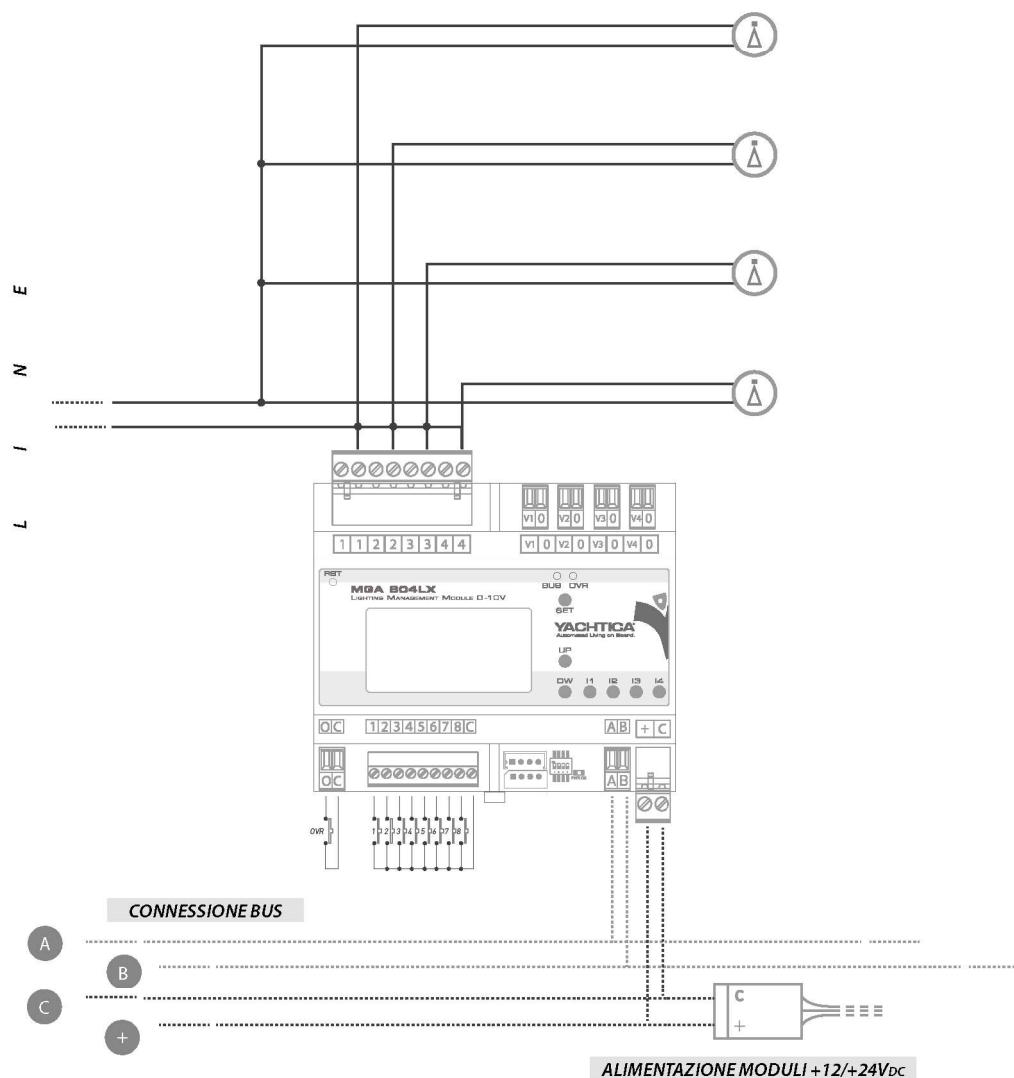 L I N E
V1 0 V2 0 V3 0 V4 0
1 1 2 2 3 3 4 4
V1 0 V2 0 V3 0 V4 0
RST
BUS OVR
MGA 804LX
LIGHTING MANAGEMENT MODULE 0-10V
SET
YACHTICA
Automated Living on Board.
UP
DW I1 I2 I3 I4
O C
1 2 3 4 5 6 7 8 C
A B
+ C
O C
A B
OVR
1 2 3 4 5 6 7 8
CONNESSIONE BUS
A
B
C
+
C
+
ALIMENTAZIONE MODULI +12/+24VDC